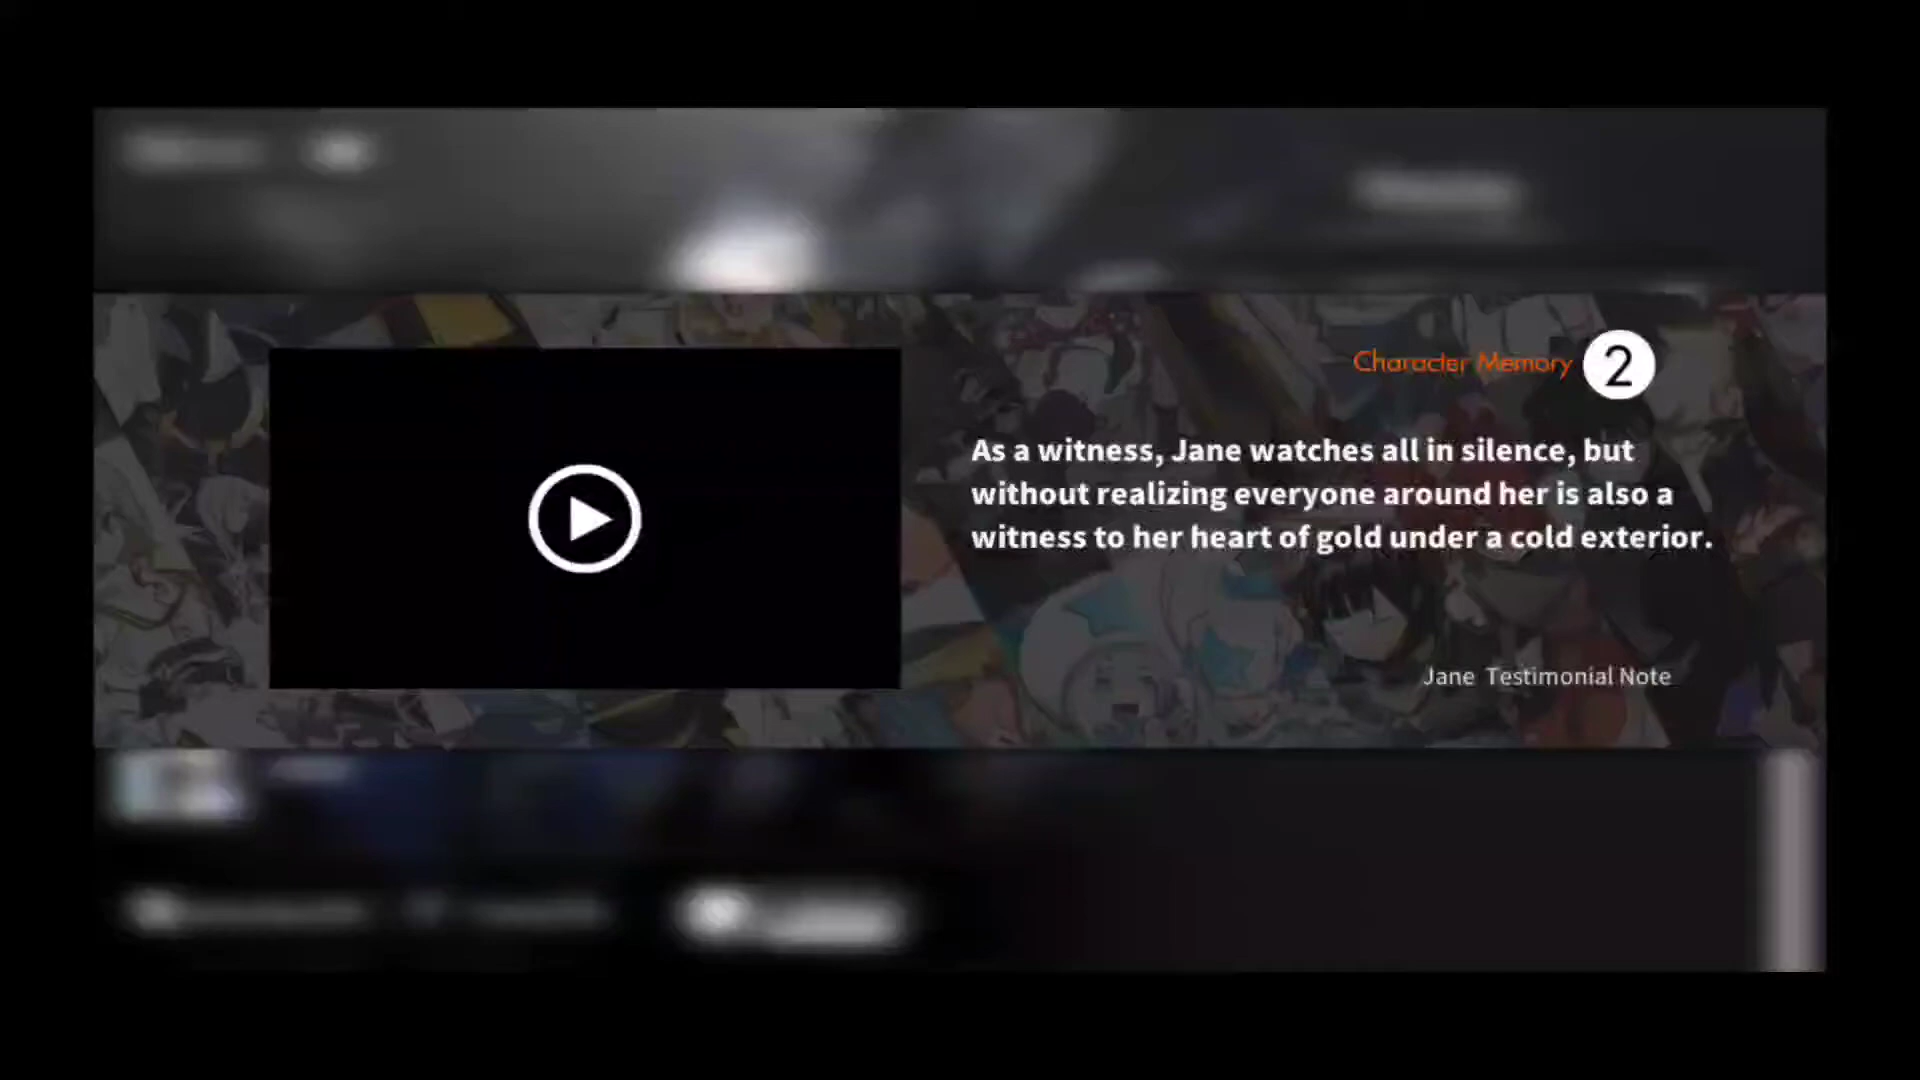 Character Memory 2
As a witness, Jane watches all in silence, but
without realizing everyone around her is also a
witness to her heart of gold under a cold exterior.
Jane Testimonial Note